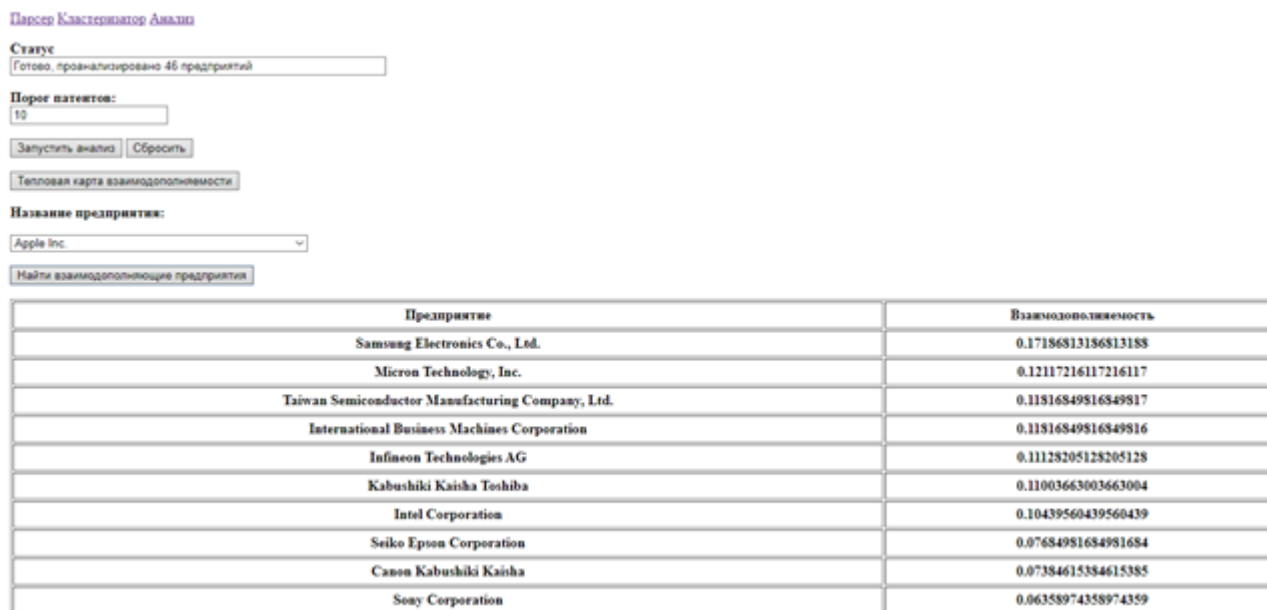 Парсер Кластеризатор Анализ
Статус
Готово, проанализировано 46 предприятий
Порог патентов:
10
Запустить анализ Сбросить
Тепловая карта взаимодополняемости
Название предприятия:
Apple Inc.
Найти взаимодополняющие предприятия
Предприятие Взаимодополняемость
Samsung Electronics Co., Ltd. 0.17186813186813188
Micron Technology, Inc. 0.12117216117216117
Taiwan Semiconductor Manufacturing Company, Ltd. 0.11816849816849817
International Business Machines Corporation 0.11816849816849816
Infineon Technologies AG 0.11128205128205128
Kabushiki Kaisha Toshiba 0.11003663003663004
Intel Corporation 0.10439560439560439
Seiko Epson Corporation 0.07684981684981684
Canon Kabushiki Kaisha 0.07384615384615385
Sony Corporation 0.06358974358974359